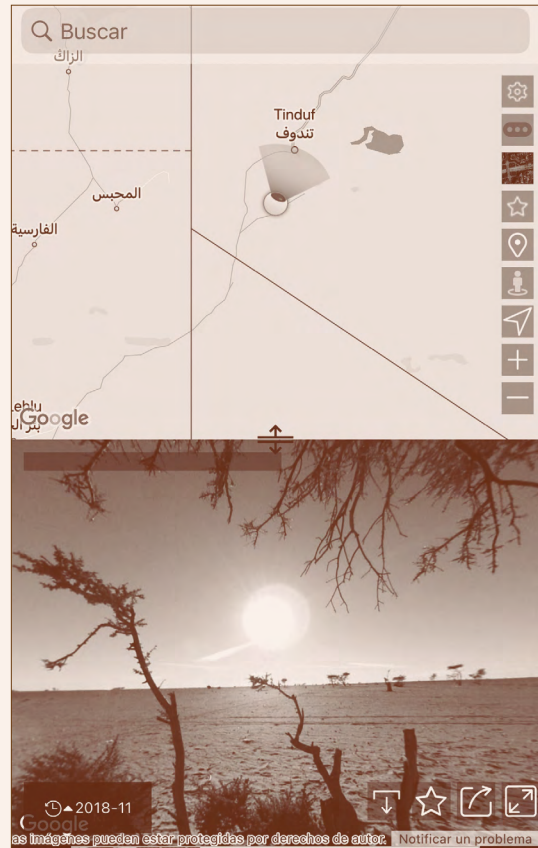 Buscar
الزاك
Tinduf
تندوف
المحبس
الفارسية
Google
2018-11
Google
as imágenes pueden estar protegidas por derechos de autor.
Notificar un problema